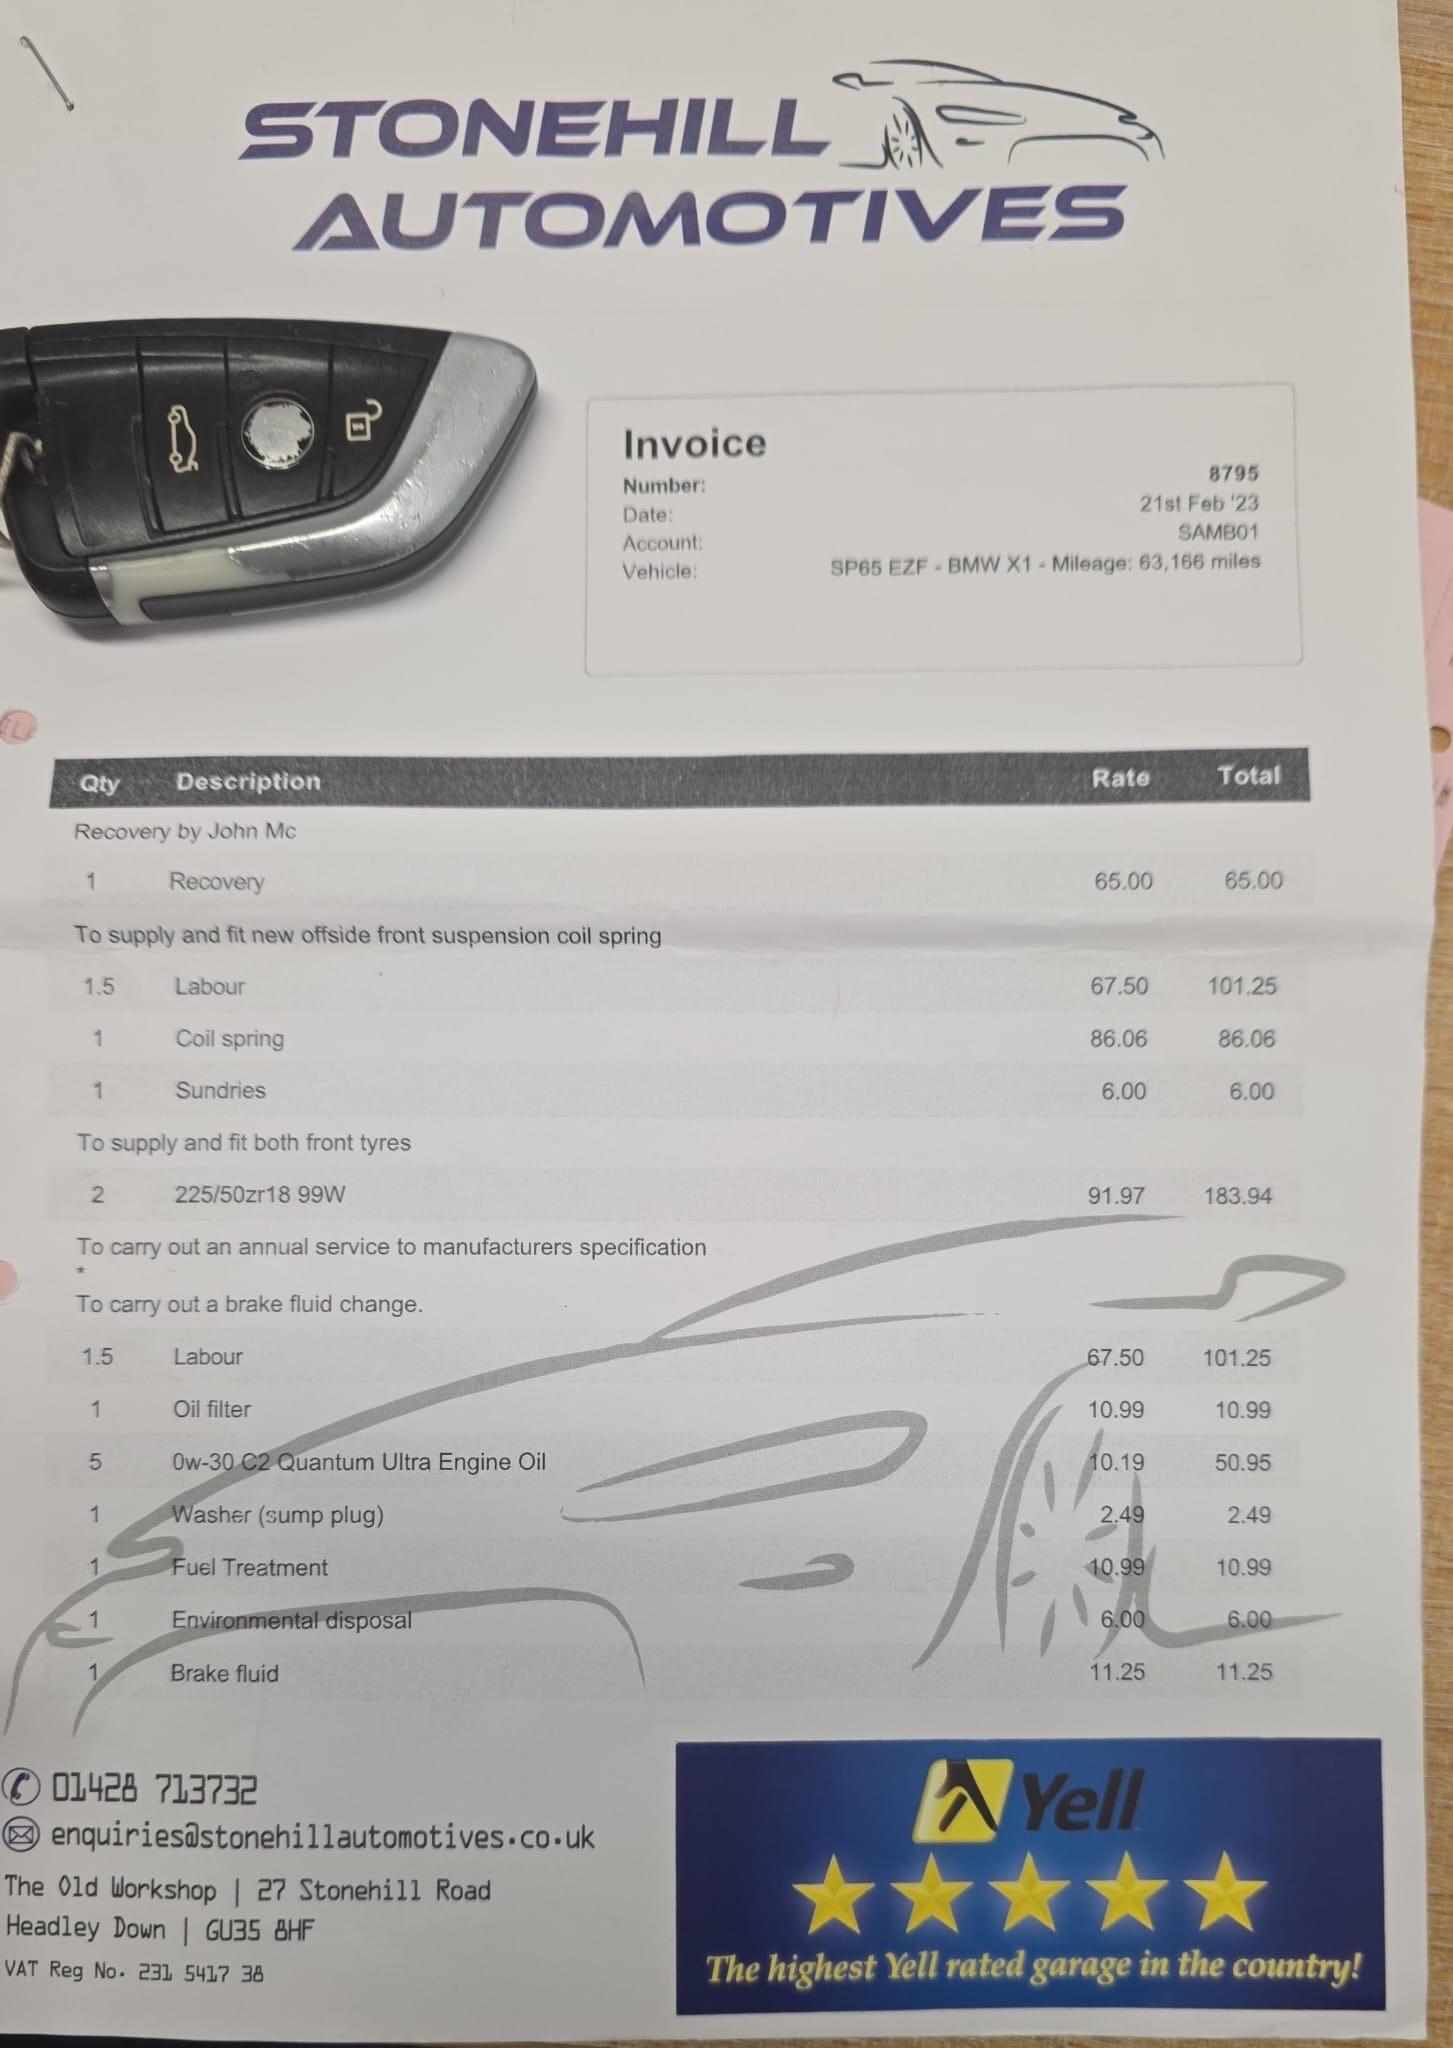 STONEHILL
AUTOMOTIVES
Invoice
Number: 8795
Date: 21st Feb '23
Account: SAMB01
Vehicle: SP65 EZF - BMW X1 - Mileage: 63,166 miles
Qty Description Rate Total
Recovery by John Mc
1 Recovery 65.00 65.00
To supply and fit new offside front suspension coil spring
1.5 Labour 67.50 101.25
1 Coil spring 86.06 86.06
1 Sundries 6.00 6.00
To supply and fit both front tyres
2 225/50zr18 99W 91.97 183.94
To carry out an annual service to manufacturers specification
*
To carry out a brake fluid change.
1.5 Labour 67.50 101.25
1 Oil filter 10.99 10.99
5 0w-30 C2 Quantum Ultra Engine Oil 10.19 50.95
1 Washer (sump plug) 2.49 2.49
1 Fuel Treatment 10.99 10.99
1 Environmental disposal 6.00 6.00
1 Brake fluid 11.25 11.25
01428 713732
enquiries@stonehillautomotives.co.uk
The Old Workshop | 27 Stonehill Road
Headley Down | GU35 8HF
VAT Reg No. 231 5417 38
Yell
The highest Yell rated garage in the country!